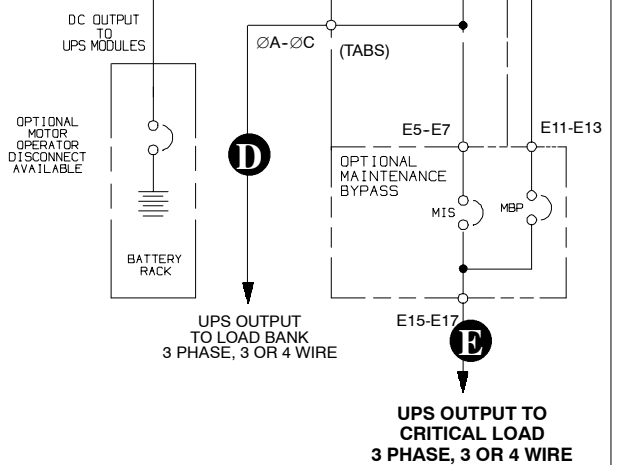 DC OUTPUT
TO
UPS MODULES
ØA-ØC
(TABS)
OPTIONAL
MOTOR
OPERATOR
DISCONNECT
AVAILABLE
E5-E7
E11-E13
D
OPTIONAL
MAINTENANCE
BYPASS
MIS
MBP
BATTERY
RACK
UPS OUTPUT
TO LOAD BANK
3 PHASE, 3 OR 4 WIRE
E15-E17
E
UPS OUTPUT TO
CRITICAL LOAD
3 PHASE, 3 OR 4 WIRE